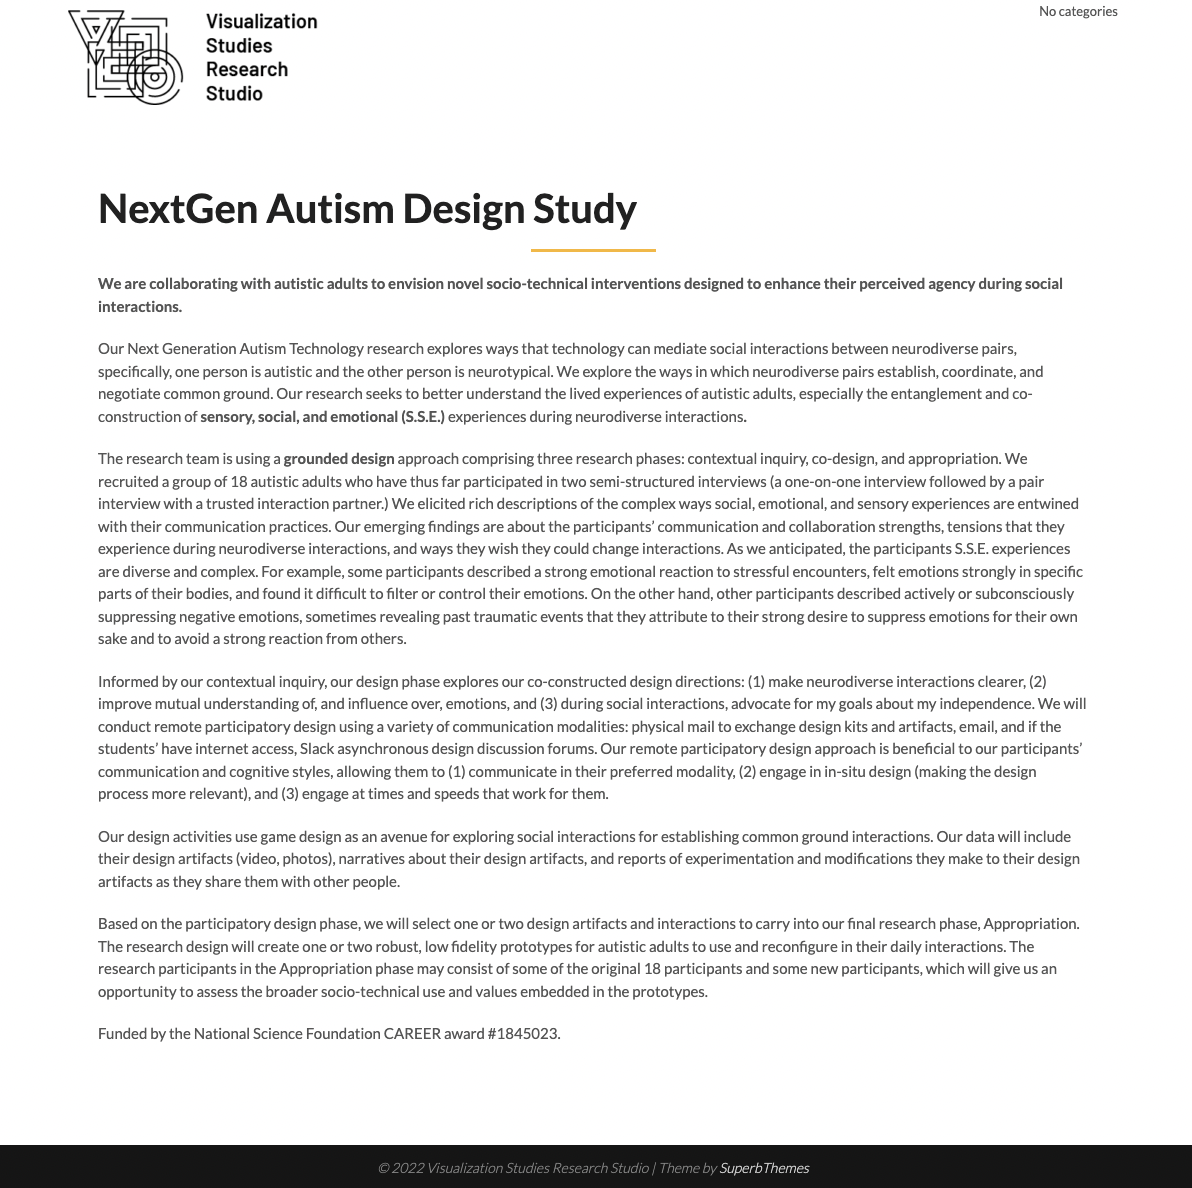 Visualization
Studies
Research
Studio
No categories
NextGen Autism Design Study
We are collaborating with autistic adults to envision novel socio-technical interventions designed to enhance their perceived agency during social
interactions.
Our Next Generation Autism Technology research explores ways that technology can mediate social interactions between neurodiverse pairs,
specifically, one person is autistic and the other person is neurotypical. We explore the ways in which neurodiverse pairs establish, coordinate, and
negotiate common ground. Our research seeks to better understand the lived experiences of autistic adults, especially the entanglement and co-
construction of sensory, social, and emotional (S.S.E.) experiences during neurodiverse interactions.
The research team is using a grounded design approach comprising three research phases: contextual inquiry, co-design, and appropriation. We
recruited a group of 18 autistic adults who have thus far participated in two semi-structured interviews (a one-on-one interview followed by a pair
interview with a trusted interaction partner.) We elicited rich descriptions of the complex ways social, emotional, and sensory experiences are entwined
with their communication practices. Our emerging findings are about the participants’ communication and collaboration strengths, tensions that they
experience during neurodiverse interactions, and ways they wish they could change interactions. As we anticipated, the participants S.S.E. experiences
are diverse and complex. For example, some participants described a strong emotional reaction to stressful encounters, felt emotions strongly in specific
parts of their bodies, and found it difficult to filter or control their emotions. On the other hand, other participants described actively or subconsciously
suppressing negative emotions, sometimes revealing past traumatic events that they attribute to their strong desire to suppress emotions for their own
sake and to avoid a strong reaction from others.
Informed by our contextual inquiry, our design phase explores our co-constructed design directions: (1) make neurodiverse interactions clearer, (2)
improve mutual understanding of, and influence over, emotions, and (3) during social interactions, advocate for my goals about my independence. We will
conduct remote participatory design using a variety of communication modalities: physical mail to exchange design kits and artifacts, email, and if the
students’ have internet access, Slack asynchronous design discussion forums. Our remote participatory design approach is beneficial to our participants’
communication and cognitive styles, allowing them to (1) communicate in their preferred modality, (2) engage in in-situ design (making the design
process more relevant), and (3) engage at times and speeds that work for them.
Our design activities use game design as an avenue for exploring social interactions for establishing common ground interactions. Our data will include
their design artifacts (video, photos), narratives about their design artifacts, and reports of experimentation and modifications they make to their design
artifacts as they share them with other people.
Based on the participatory design phase, we will select one or two design artifacts and interactions to carry into our final research phase, Appropriation.
The research design will create one or two robust, low fidelity prototypes for autistic adults to use and reconfigure in their daily interactions. The
research participants in the Appropriation phase may consist of some of the original 18 participants and some new participants, which will give us an
opportunity to assess the broader socio-technical use and values embedded in the prototypes.
Funded by the National Science Foundation CAREER award #1845023.
© 2022 Visualization Studies Research Studio | Theme by SuperbThemes